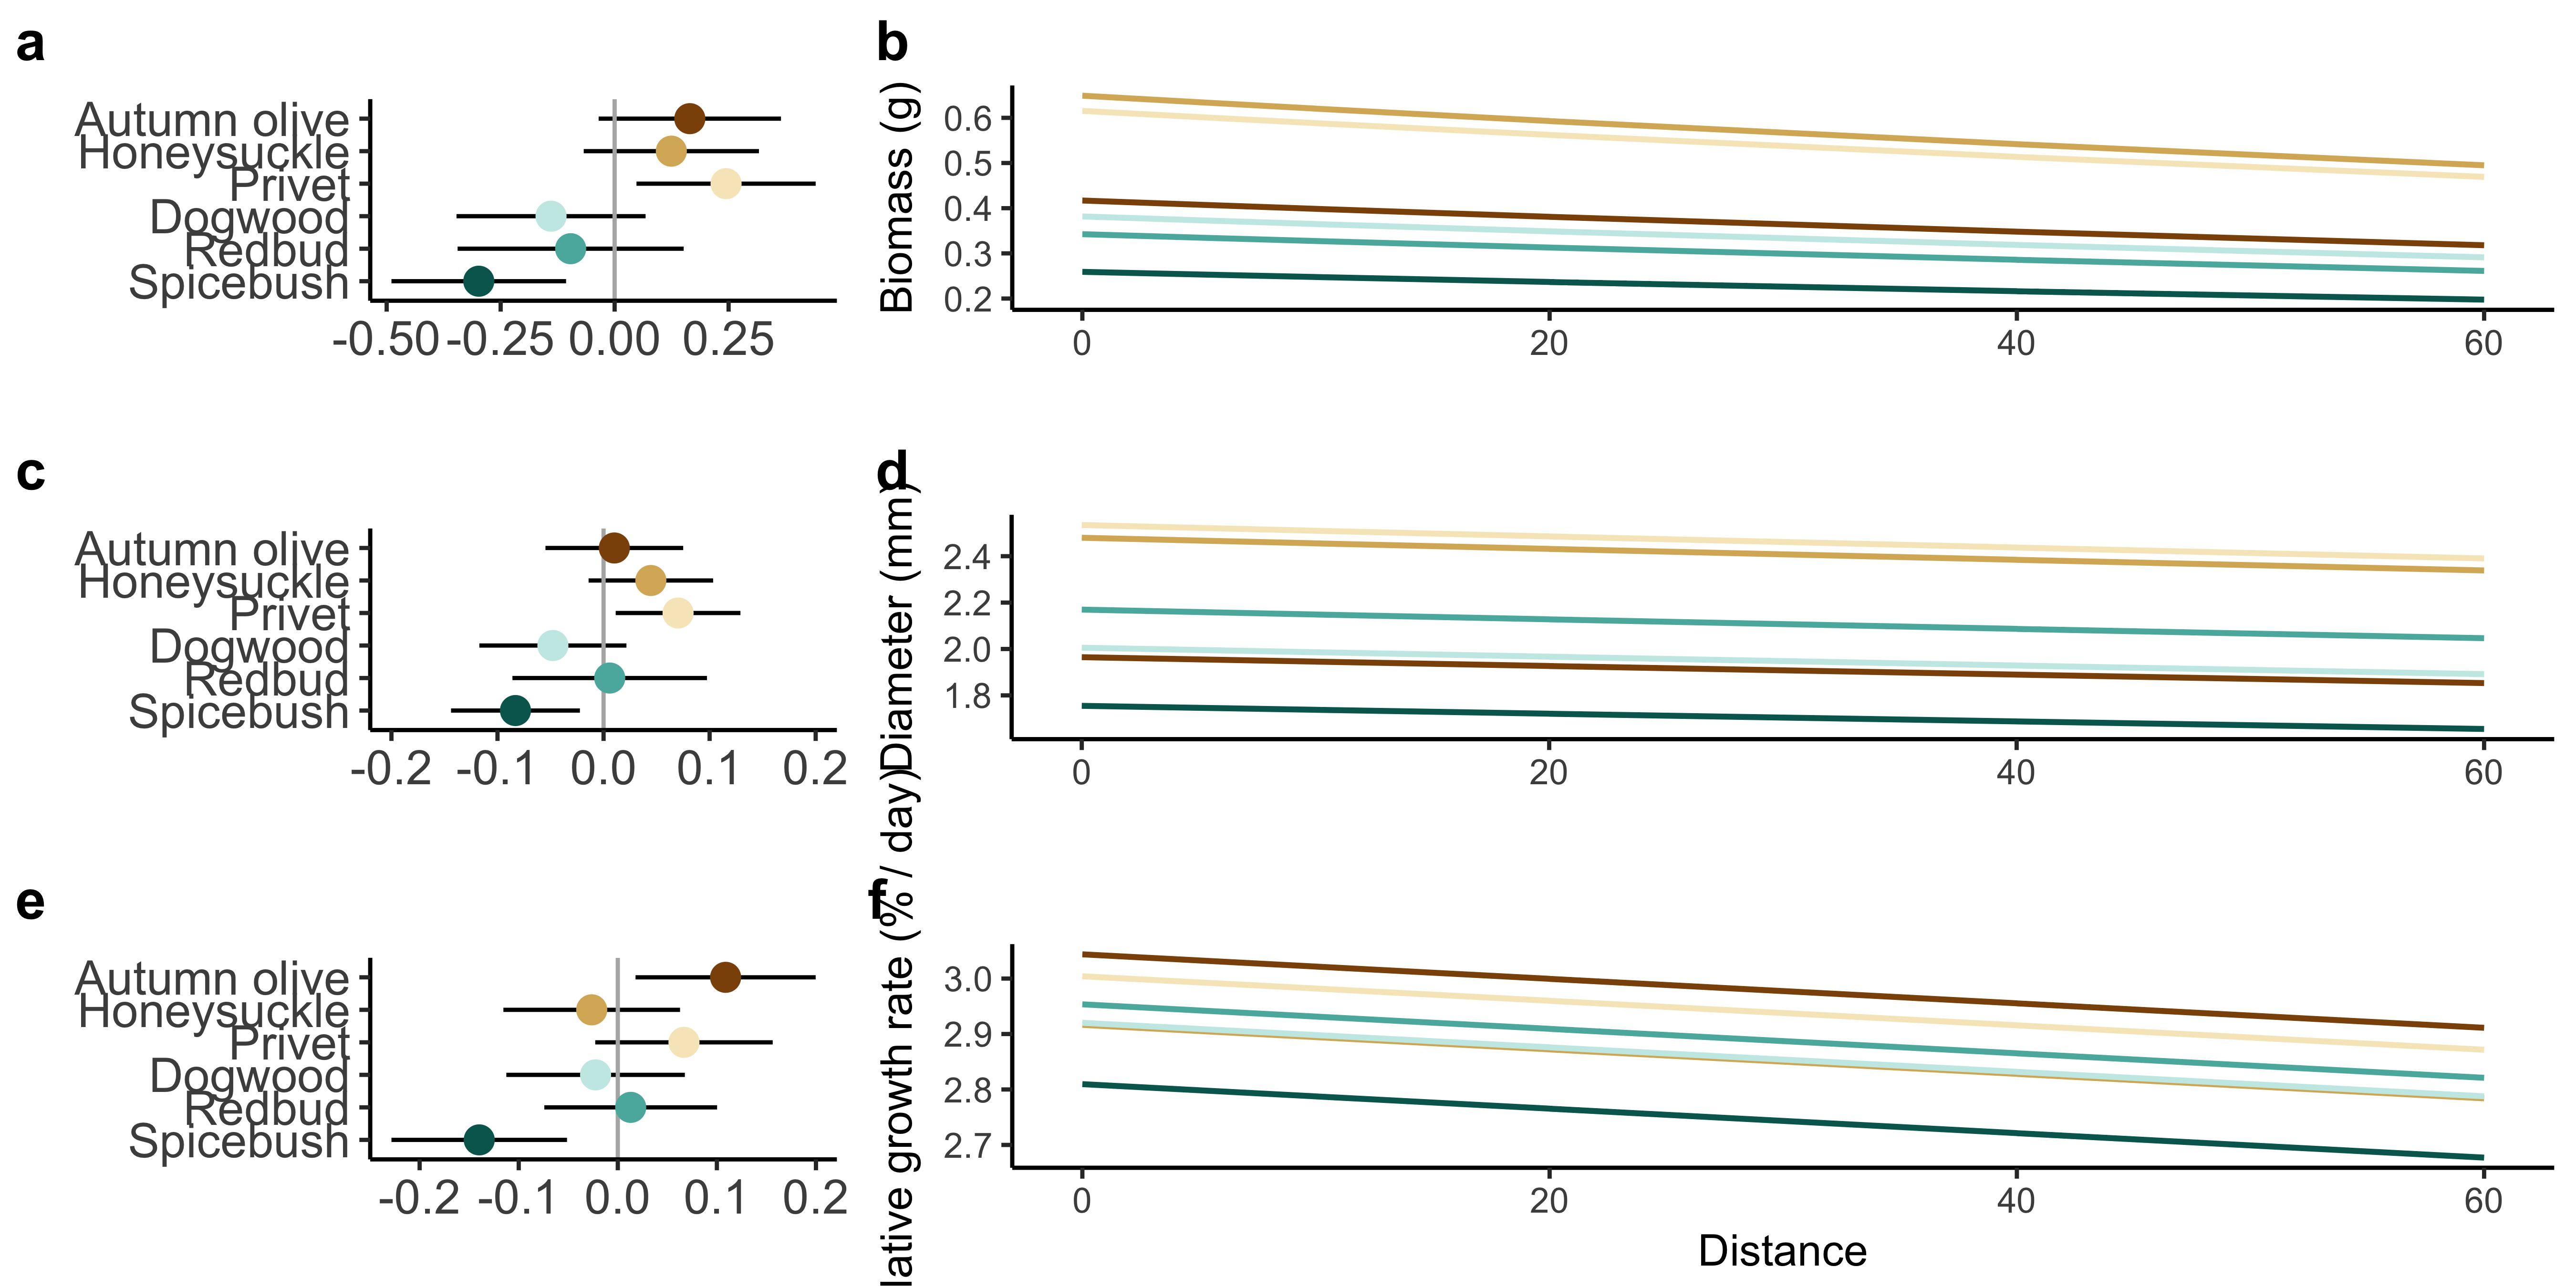 a
Autumn olive
Honeysuckle
Privet
Dogwood
Redbud
Spicebush
-0.50 -0.25 0.00 0.25
b
Biomass (g)
0.6
0.5
0.4
0.3
0.2
0 20 40 60
c
Autumn olive
Honeysuckle
Privet
Dogwood
Redbud
Spicebush
-0.2 -0.1 0.0 0.1 0.2
d
Diameter (mm)
2.4
2.2
2.0
1.8
0 20 40 60
e
Autumn olive
Honeysuckle
Privet
Dogwood
Redbud
Spicebush
-0.2 -0.1 0.0 0.1 0.2
f
lative growth rate (% / day)
3.0
2.9
2.8
2.7
0 20 40 60
Distance